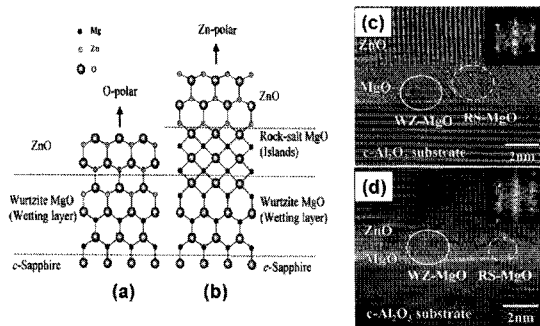 Mg
Zn
O
O-polar
ZnO
Wurtzite MgO
(Wetting layer)
c-Sapphire
(a)
Zn-polar
ZnO
Rock-salt MgO
(Islands)
Wurtzite MgO
(Wetting layer)
c-Sapphire
(b)
(c)
ZnO
MgO
WZ-MgO
RS-MgO
c-Al₂O₃ substrate
2nm
(d)
ZnO
MgO
WZ-MgO
RS-MgO
c-Al₂O₃ substrate
2nm